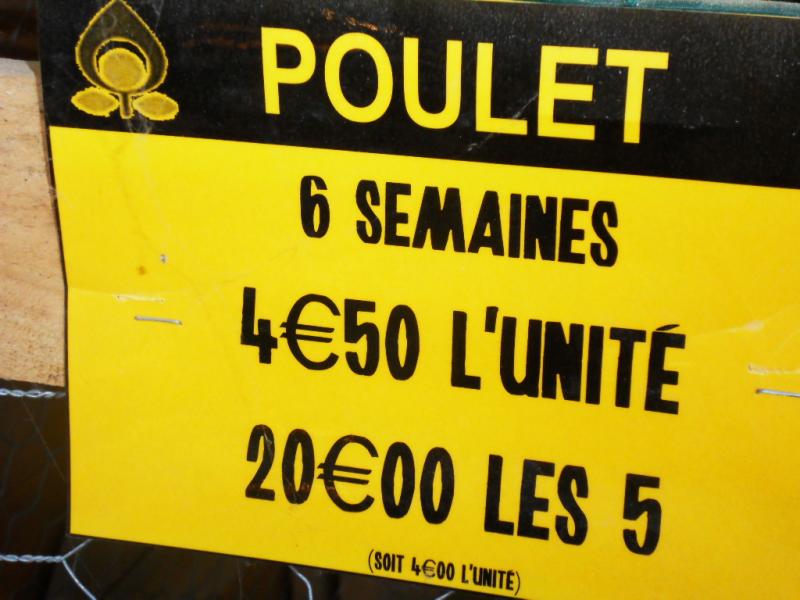 POULET
6 SEMAINES
4€50 L'UNITÉ
20€00 LES 5
(SOIT 4€00 L'UNITÉ)